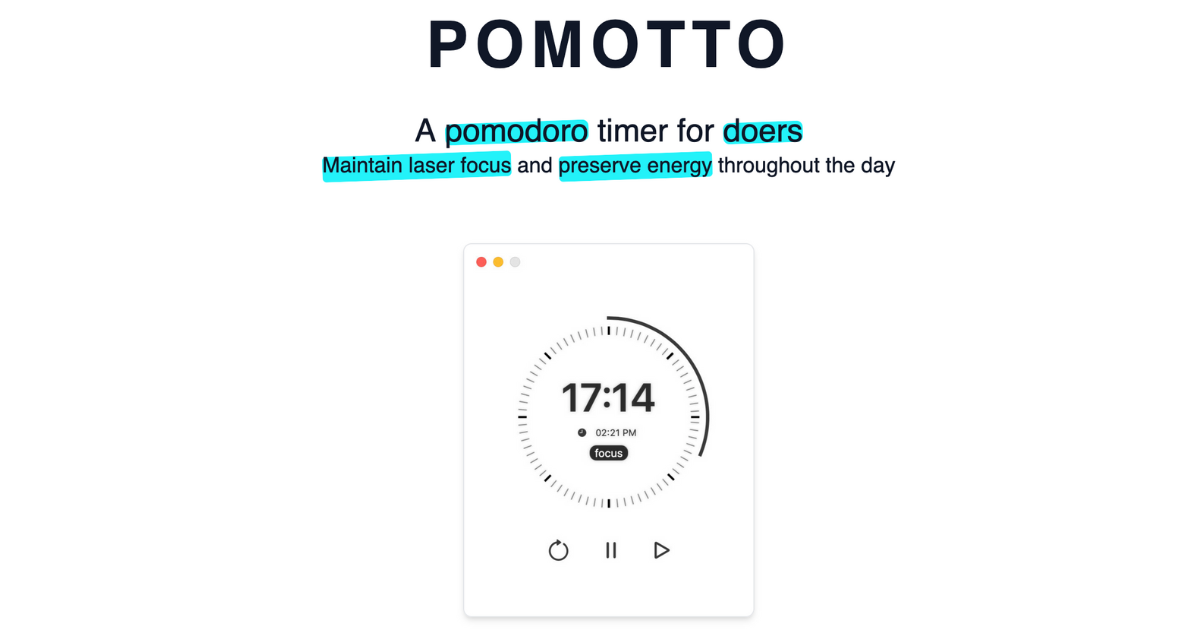 POMOTTO
A pomodoro timer for doers
Maintain laser focus and preserve energy throughout the day
17:14
02:21 PM
focus